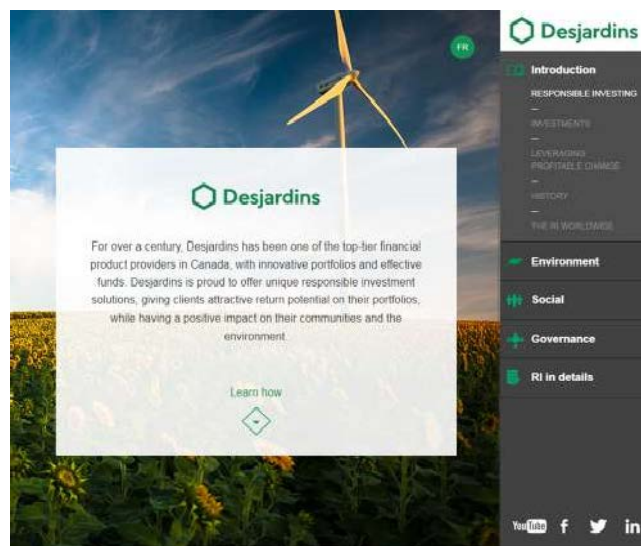 FR
Desjardins
For over a century, Desjardins has been one of the top-tier financial
product providers in Canada, with innovative portfolios and effective
funds. Desjardins is proud to offer unique responsible investment
solutions, giving clients attractive return potential on their portfolios,
while having a positive impact on their communities and the
environment.
Learn how
Desjardins
Introduction
RESPONSIBLE INVESTING
INVESTMENTS
LEVERAGING
PROFITABLE CHANGE
HISTORY
THE RI WORLDWIDE
Environment
Social
Governance
RI in details
YouTube f in